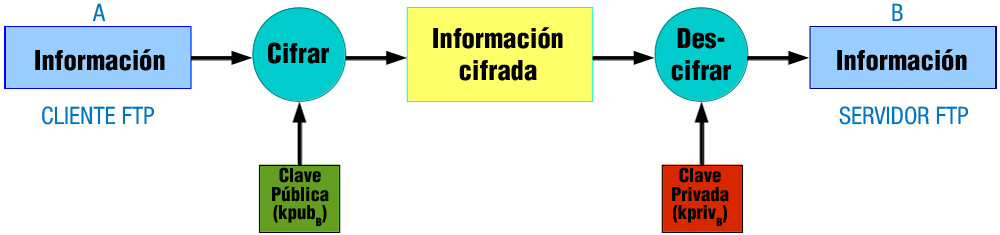 A
Información
CLIENTE FTP
Cifrar
Información
cifrada
Des-
cifrar
B
Información
SERVIDOR FTP
Clave
Pública
(kpubB)
Clave
Privada
(kprivB)